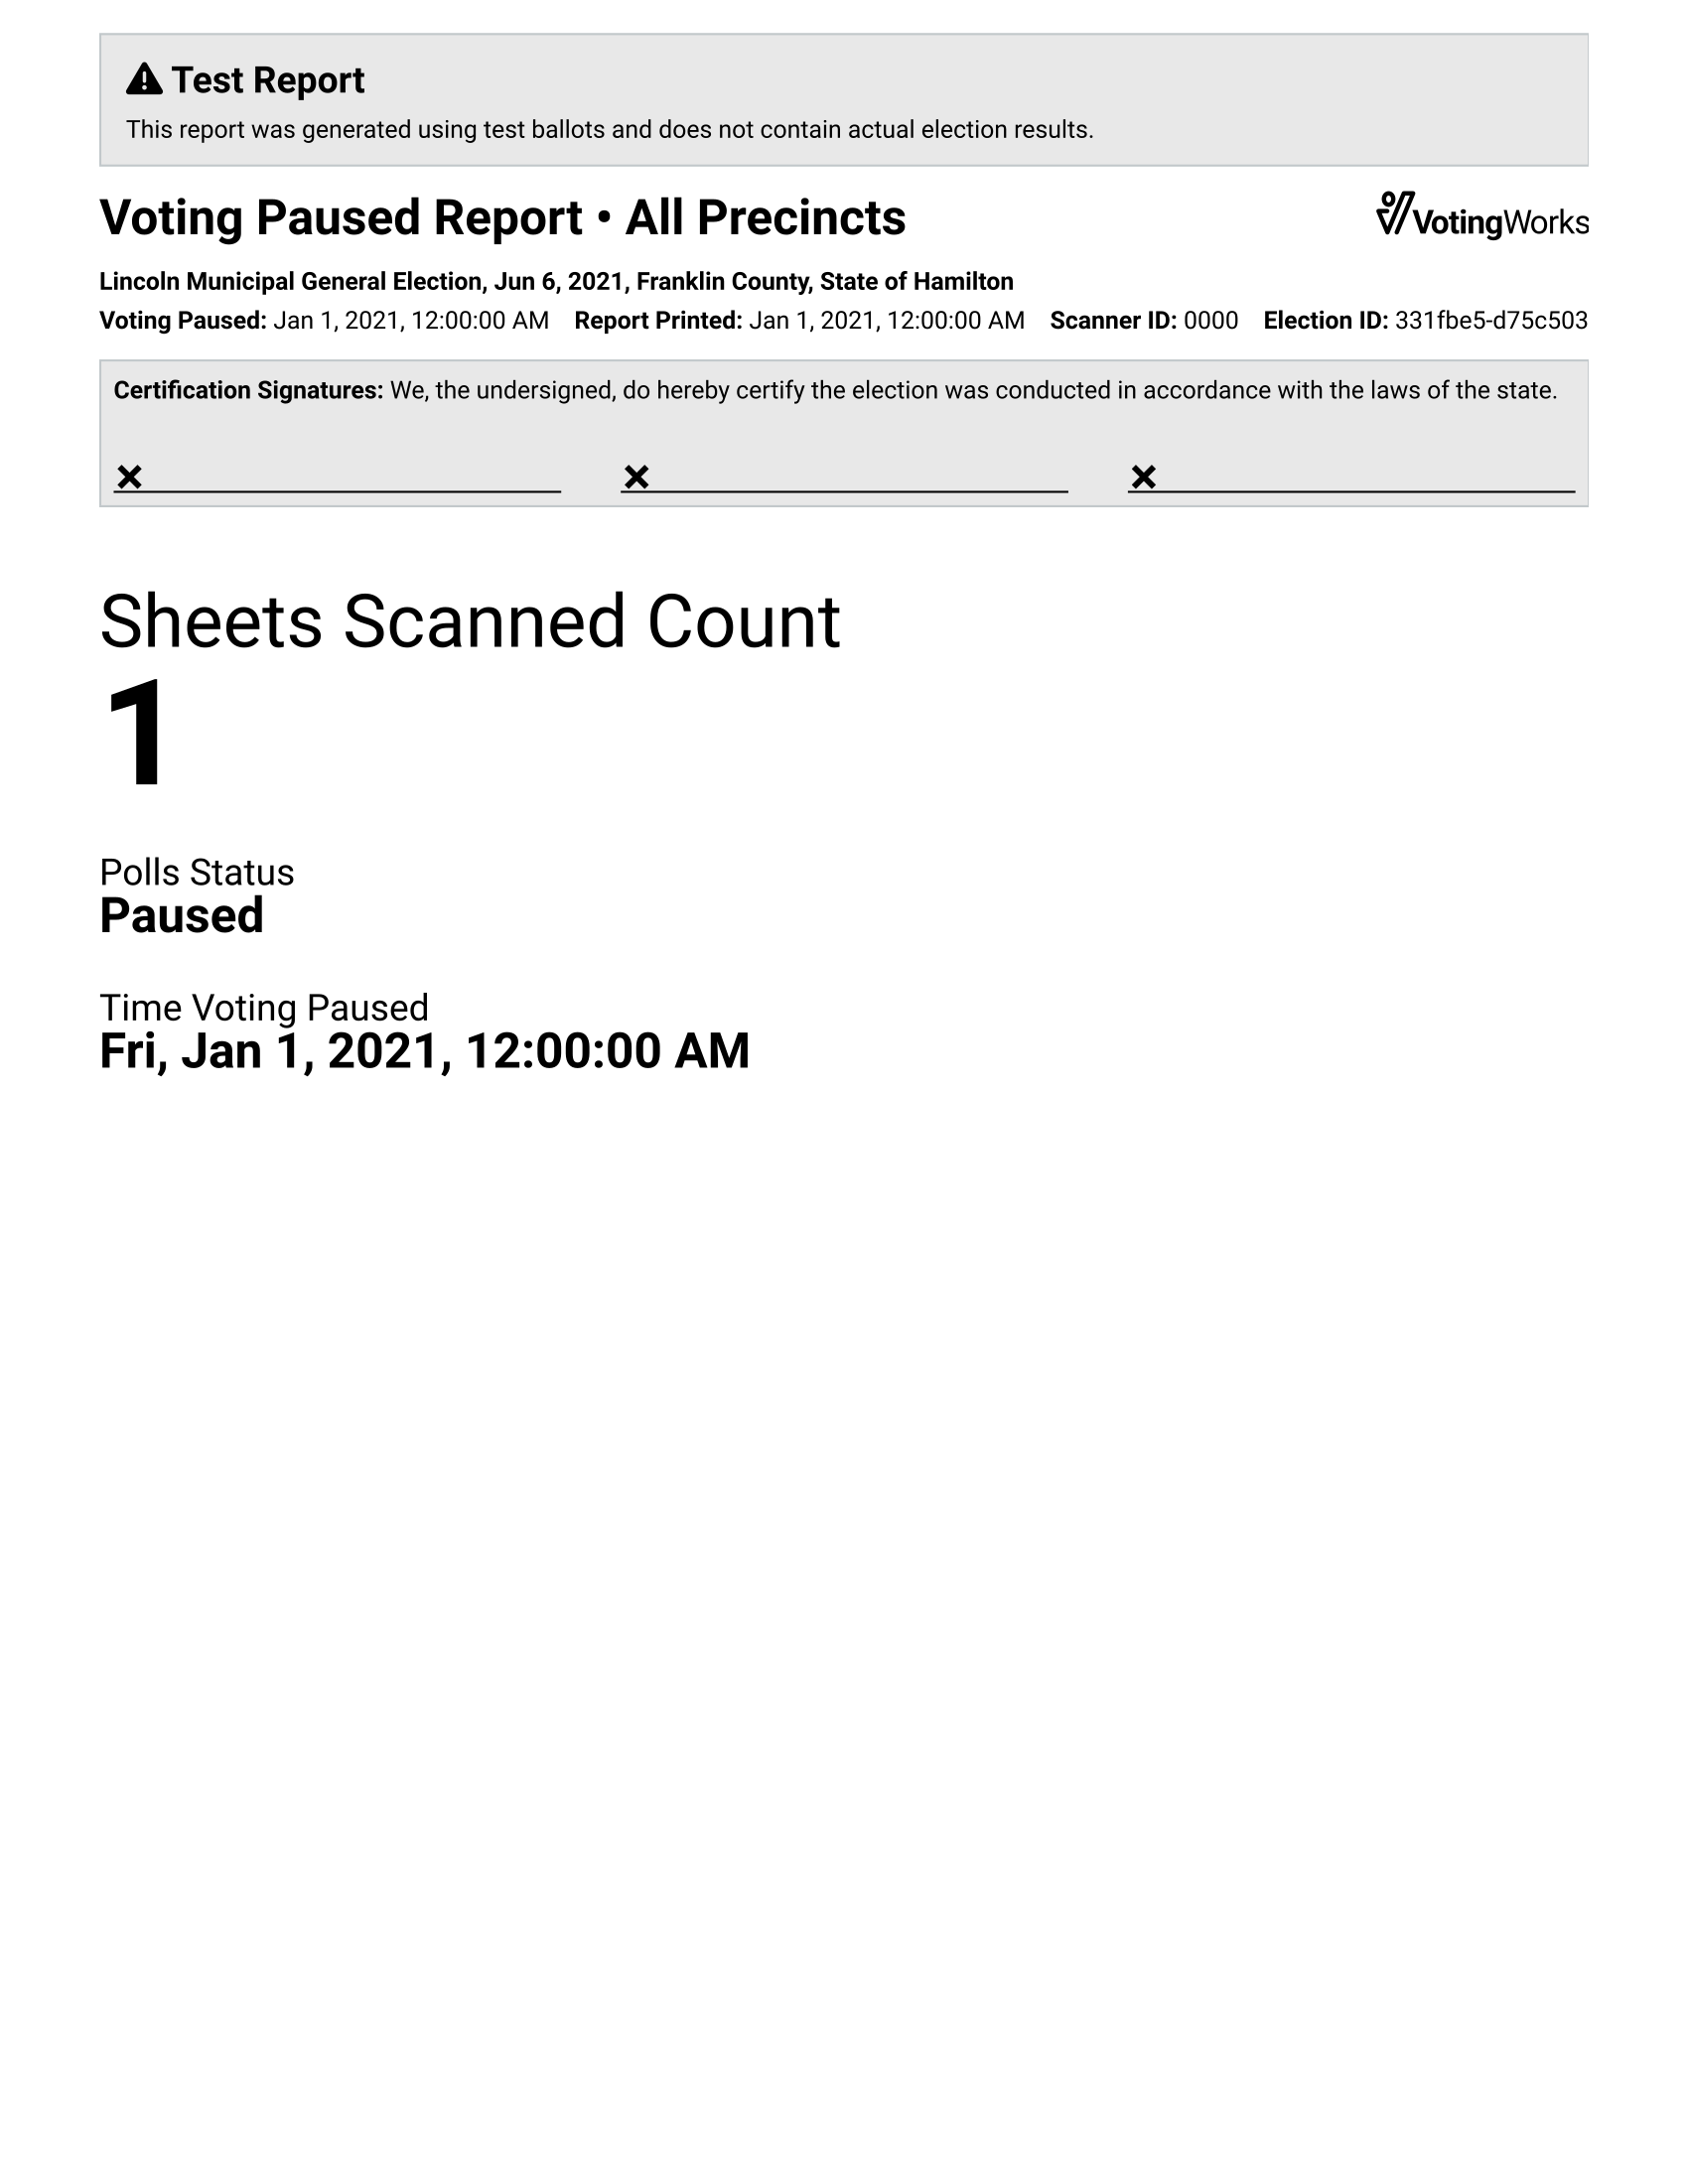 Test Report
This report was generated using test ballots and does not contain actual election results.
Voting Paused Report • All Precincts
VotingWorks
Lincoln Municipal General Election, Jun 6, 2021, Franklin County, State of Hamilton
Voting Paused: Jan 1, 2021, 12:00:00 AM Report Printed: Jan 1, 2021, 12:00:00 AM Scanner ID: 0000 Election ID: 331fbe5-d75c503
Certification Signatures: We, the undersigned, do hereby certify the election was conducted in accordance with the laws of the state.
Sheets Scanned Count
1
Polls Status
Paused
Time Voting Paused
Fri, Jan 1, 2021, 12:00:00 AM